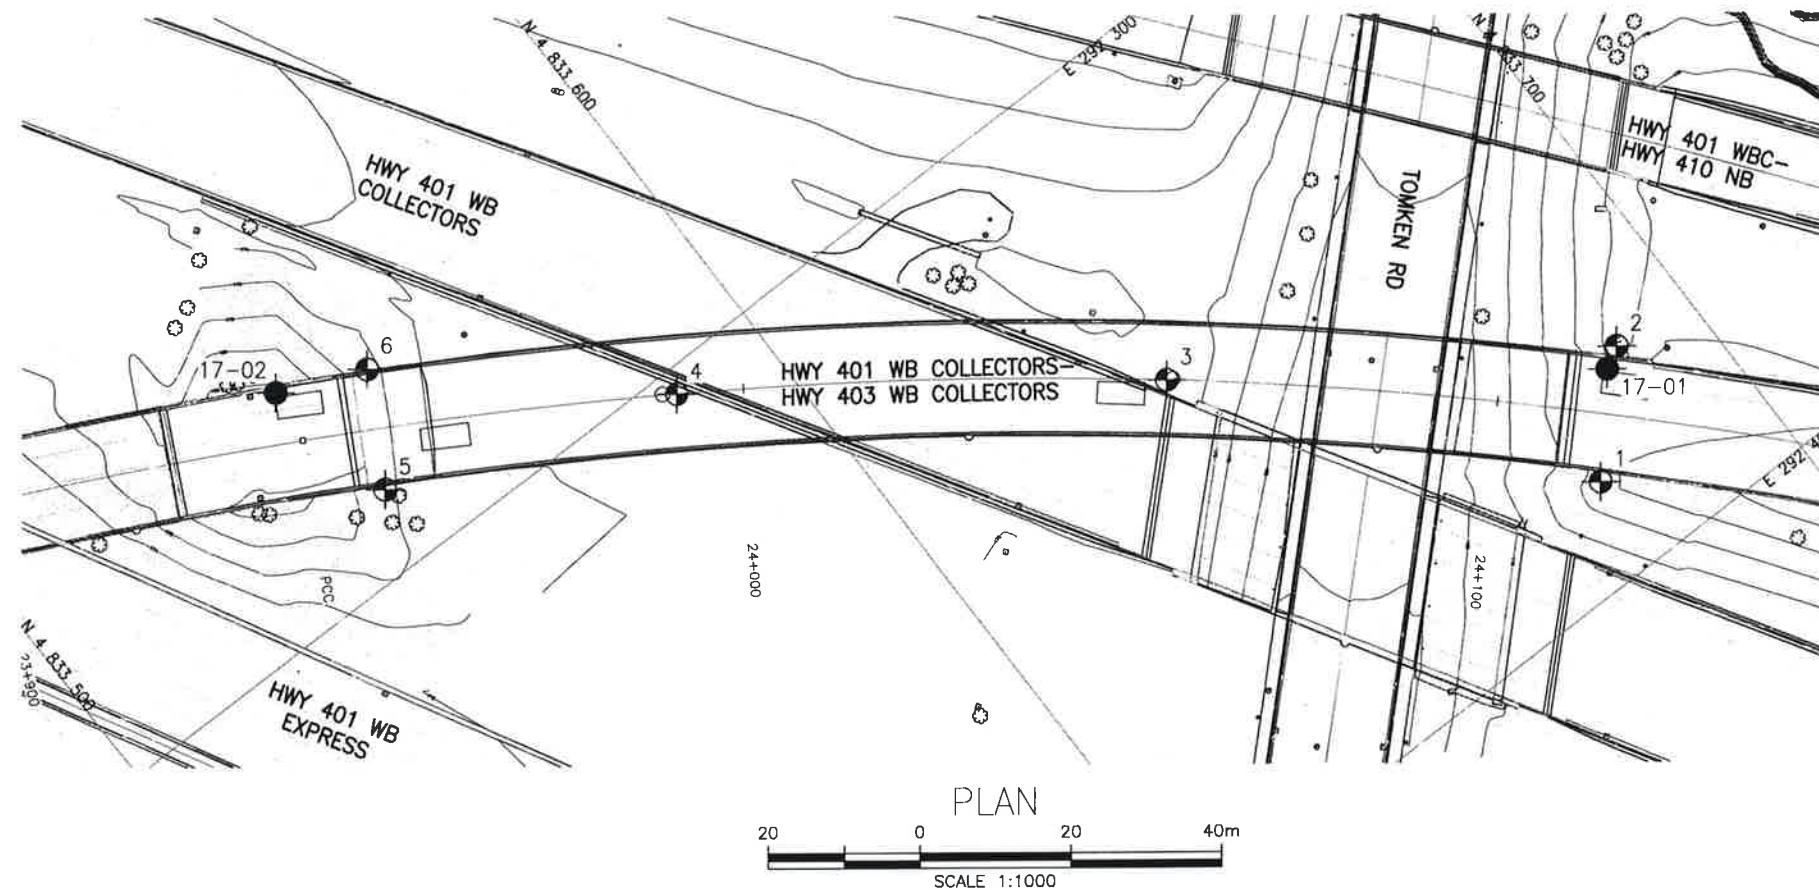 N 4 833 600
E 292 300
HWY 401 WBC-
HWY 410 NB
HWY 401 WB
COLLECTORS
TOMKEN RD
2
17-01
6
17-02
4
HWY 401 WB COLLECTORS-
HWY 403 WB COLLECTORS
3
5
1
24+000
24+100
PCC
N 4 833 500
23+900
HWY 401 WB
EXPRESS
PLAN
20 0 20 40m
SCALE 1:1000